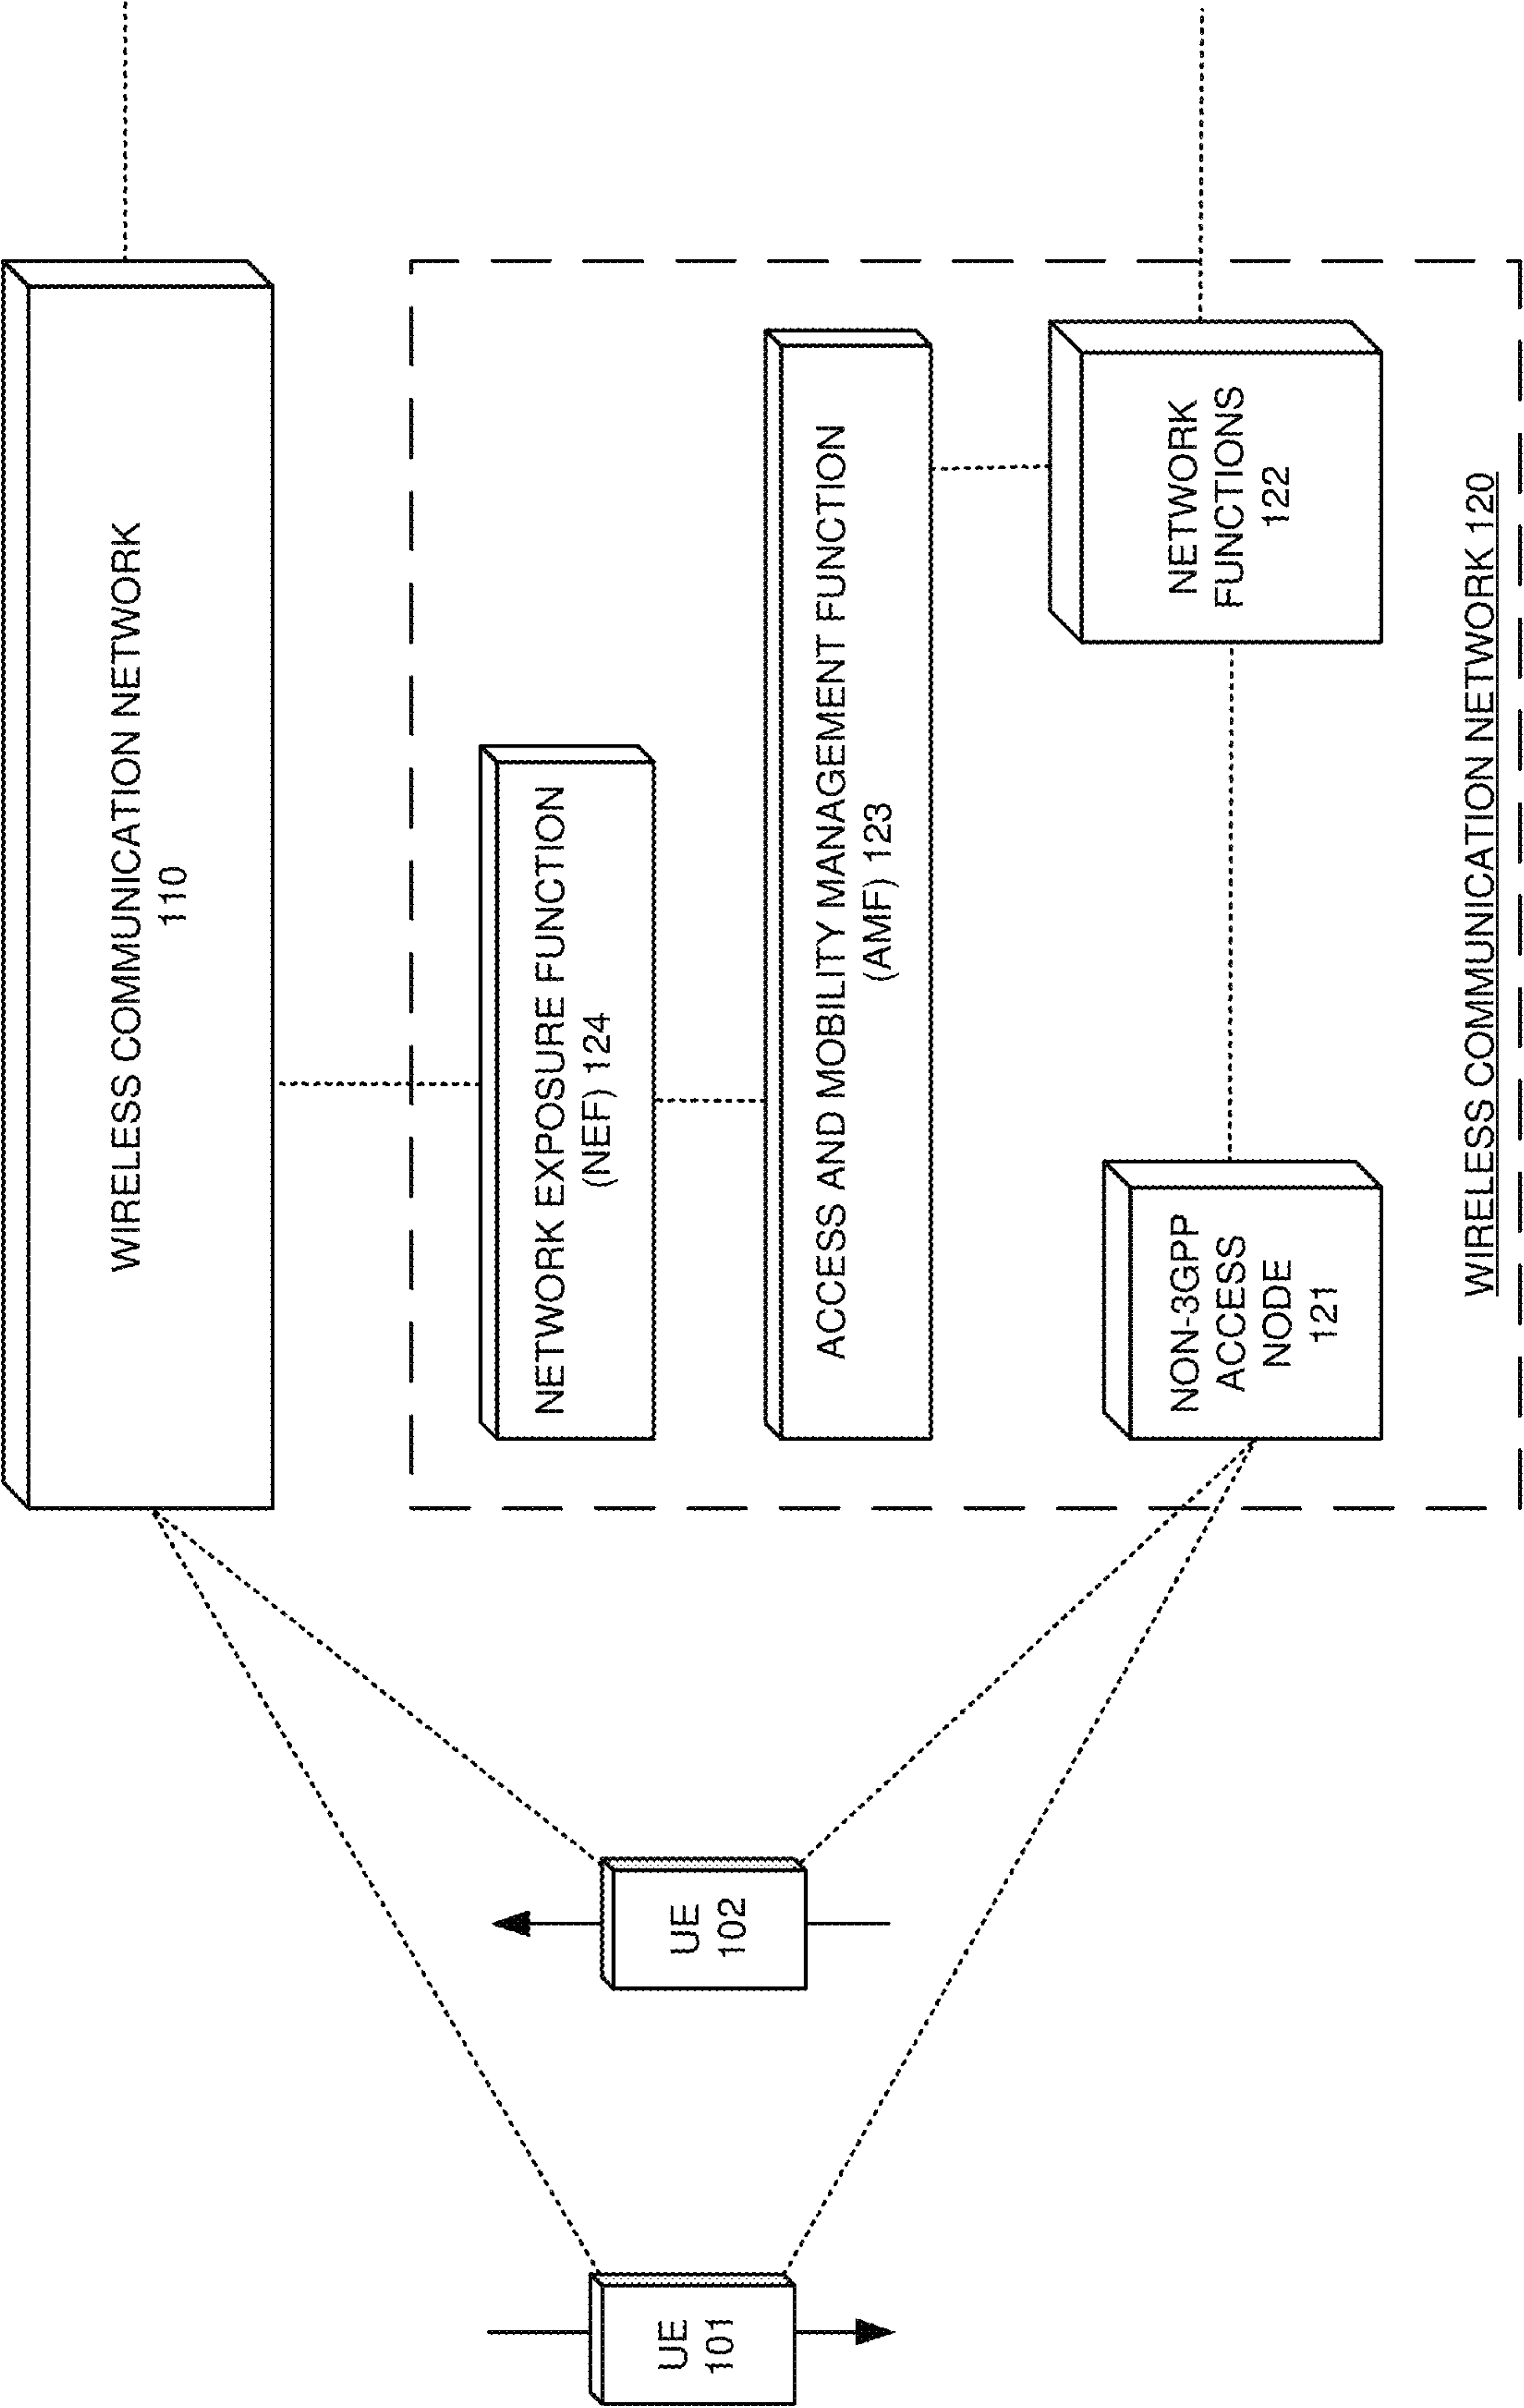 WIRELESS COMMUNICATION NETWORK
110
NETWORK EXPOSURE FUNCTION
(NEF) 124
ACCESS AND MOBILITY MANAGEMENT FUNCTION
(AMF) 123
UE
101
UE
102
NON-3GPP
ACCESS
NODE
121
NETWORK
FUNCTIONS
122
WIRELESS COMMUNICATION NETWORK 120